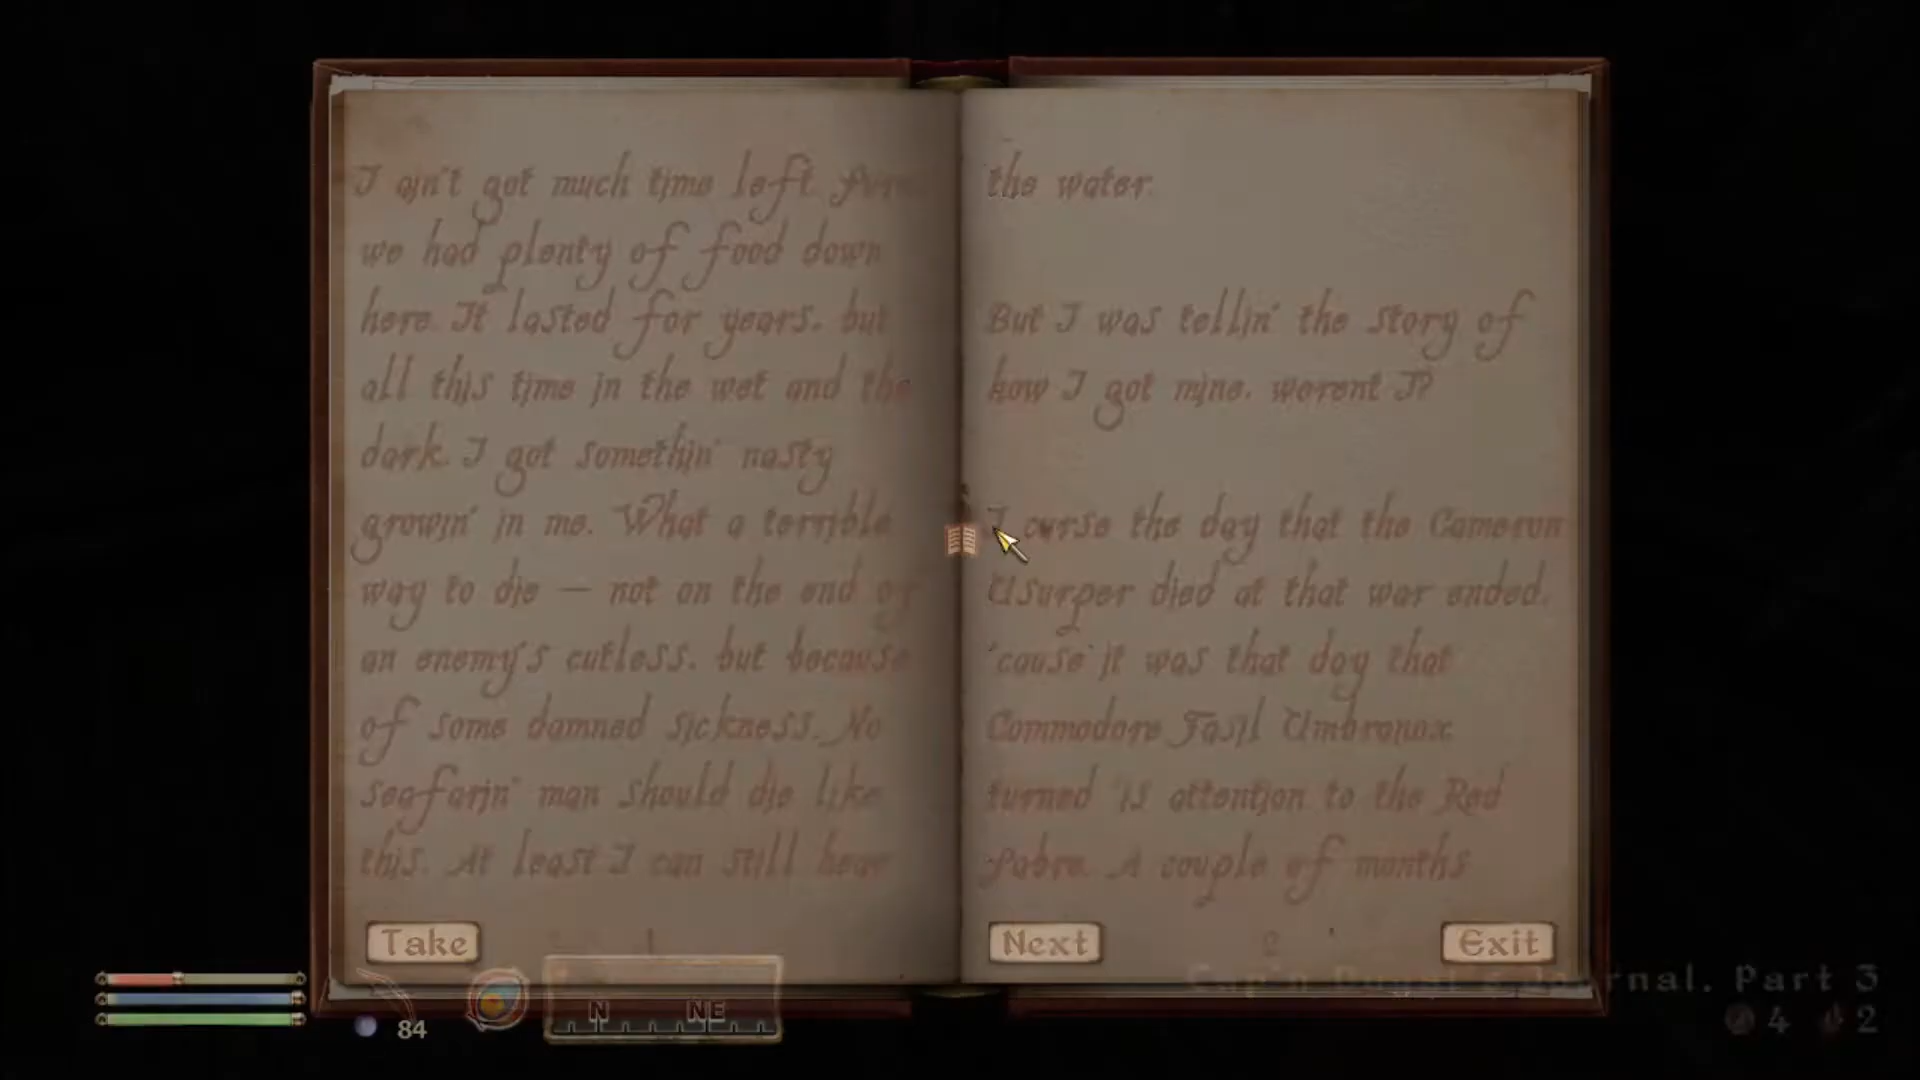 I ain't got much time left. Aye,
we had plenty of food down
here. It lasted for years, but
all this time in the wet and the
dark. I got somethin' nasty
growin' in me. What a terrible
way to die — not on the end of
an enemy's cutless, but because
of some damned sickness. No
seafarin' man should die like
this. At least I can still hear
the water.
But I was tellin' the story of
how I got mine, werent I?
I curse the day that the Cameron
Usurper died at that war ended,
'cause it was that day that
Commodore Fasil Umbranox
turned 'is attention to the Red
Sabre. A couple of months
Take
1
Next
2
Exit
N NE
84
Cap'n Dugal's Journal, Part 3
4 2